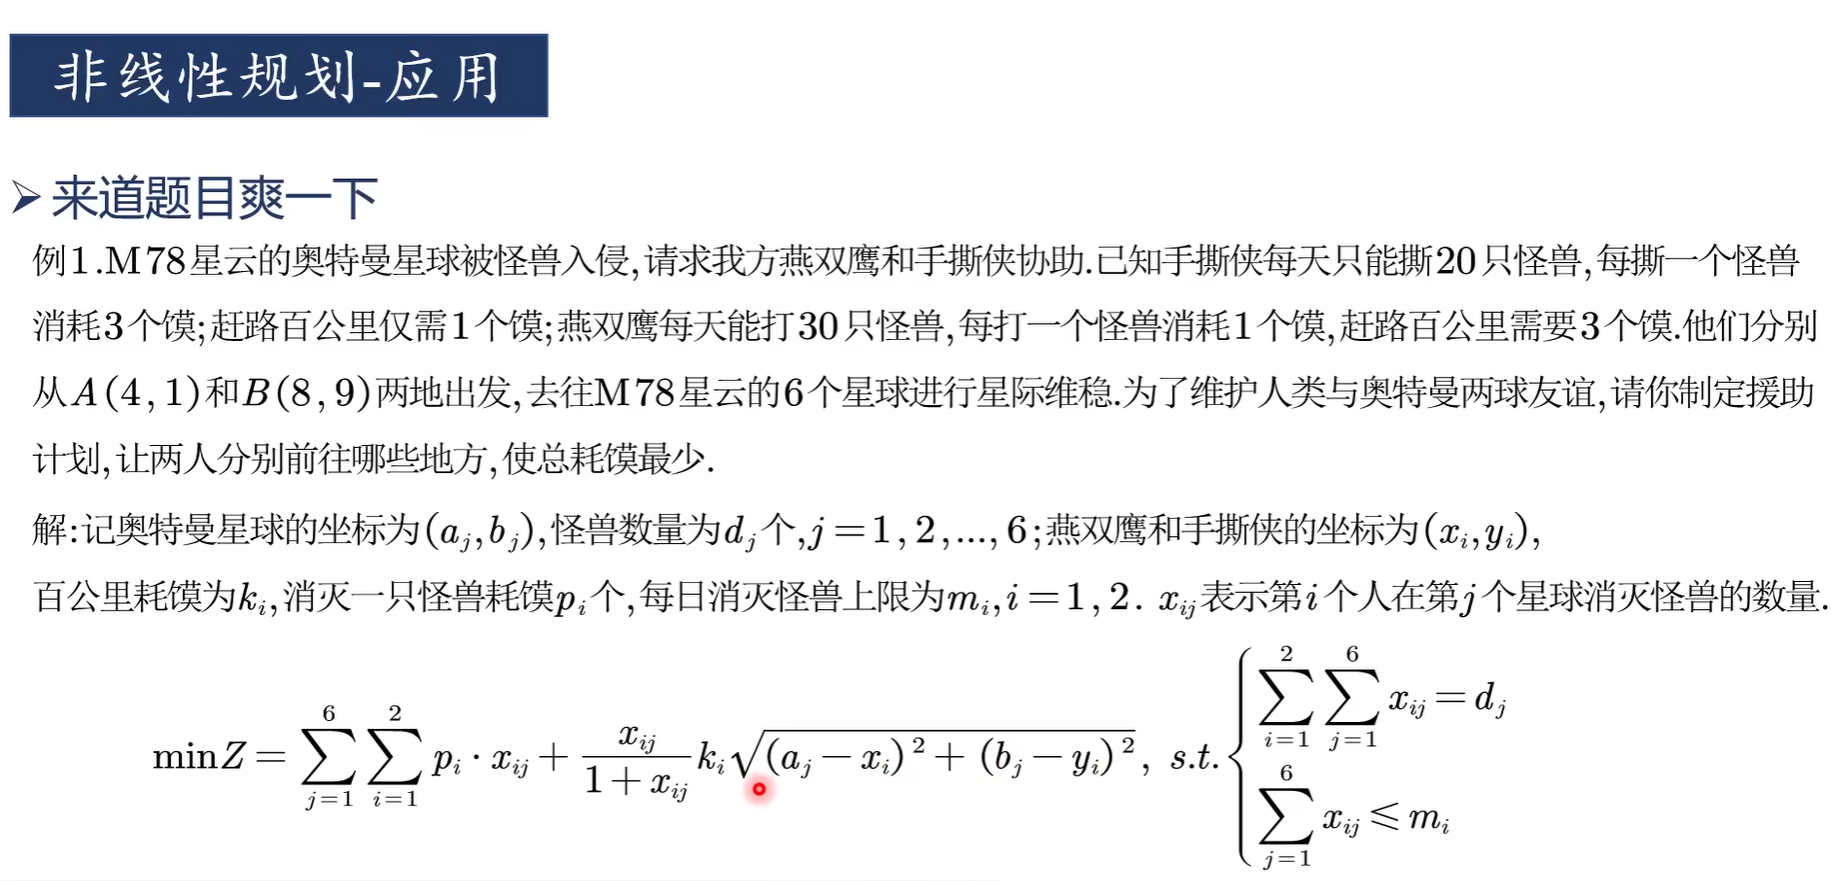 非线性规划-应用
➢ 来道题目爽一下
例1.M78星云的奥特曼星球被怪兽入侵,请求我方燕双鹰和手撕侠协助.已知手撕侠每天只能撕20只怪兽,每撕一个怪兽
消耗3个馍;赶路百公里仅需1个馍;燕双鹰每天能打30只怪兽,每打一个怪兽消耗1个馍,赶路百公里需要3个馍.他们分别
从A(4,1)和B(8,9)两地出发,去往M78星云的6个星球进行星际维稳.为了维护人类与奥特曼两球友谊,请你制定援助
计划,让两人分别前往哪些地方,使总耗馍最少.
解:记奥特曼星球的坐标为(a_j,b_j),怪兽数量为d_j个,j=1,2,...,6;燕双鹰和手撕侠的坐标为(x_i,y_i),
百公里耗馍为k_i,消灭一只怪兽耗馍p_i个,每日消灭怪兽上限为m_i,i=1,2. x_{ij}表示第i个人在第j个星球消灭怪兽的数量.
min Z = \sum_{j=1}^{6} \sum_{i=1}^{2} p_i · x_{ij} + \frac{x_{ij}}{1+x_{ij}} k_i \sqrt{(a_j-x_i)^2+(b_j-y_i)^2}, s.t. \begin{cases} \sum_{i=1}^{2} \sum_{j=1}^{6} x_{ij} = d_j \\ \sum_{j=1}^{6} x_{ij} ⩽ m_i \end{cases}